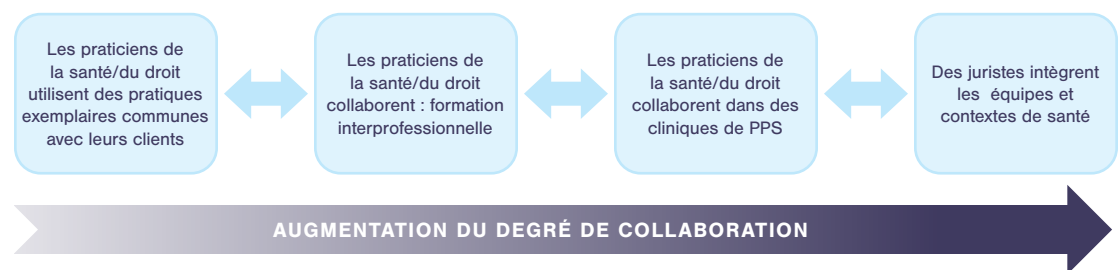 Les praticiens de
la santé/du droit
utilisent des pratiques
exemplaires communes
avec leurs clients
Les praticiens de
la santé/du droit
collaborent : formation
interprofessionnelle
Les praticiens de
la santé/du droit
collaborent dans des
cliniques de PPS
Des juristes intègrent
les équipes et
contextes de santé
AUGMENTATION DU DEGRÉ DE COLLABORATION